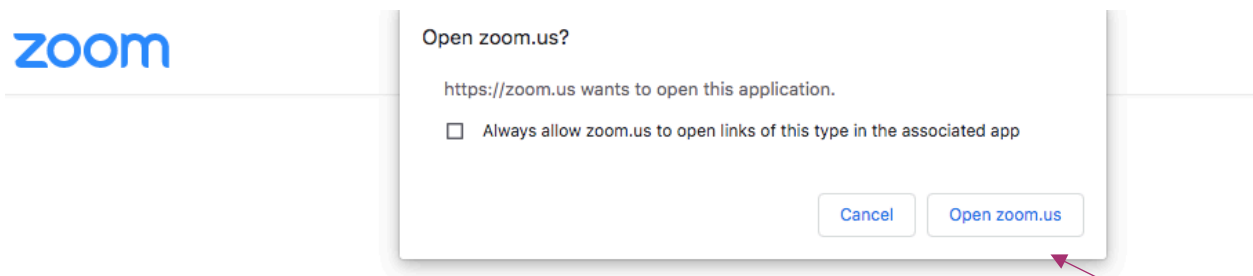 zoom
Open zoom.us?
https://zoom.us wants to open this application.
Always allow zoom.us to open links of this type in the associated app
Cancel
Open zoom.us